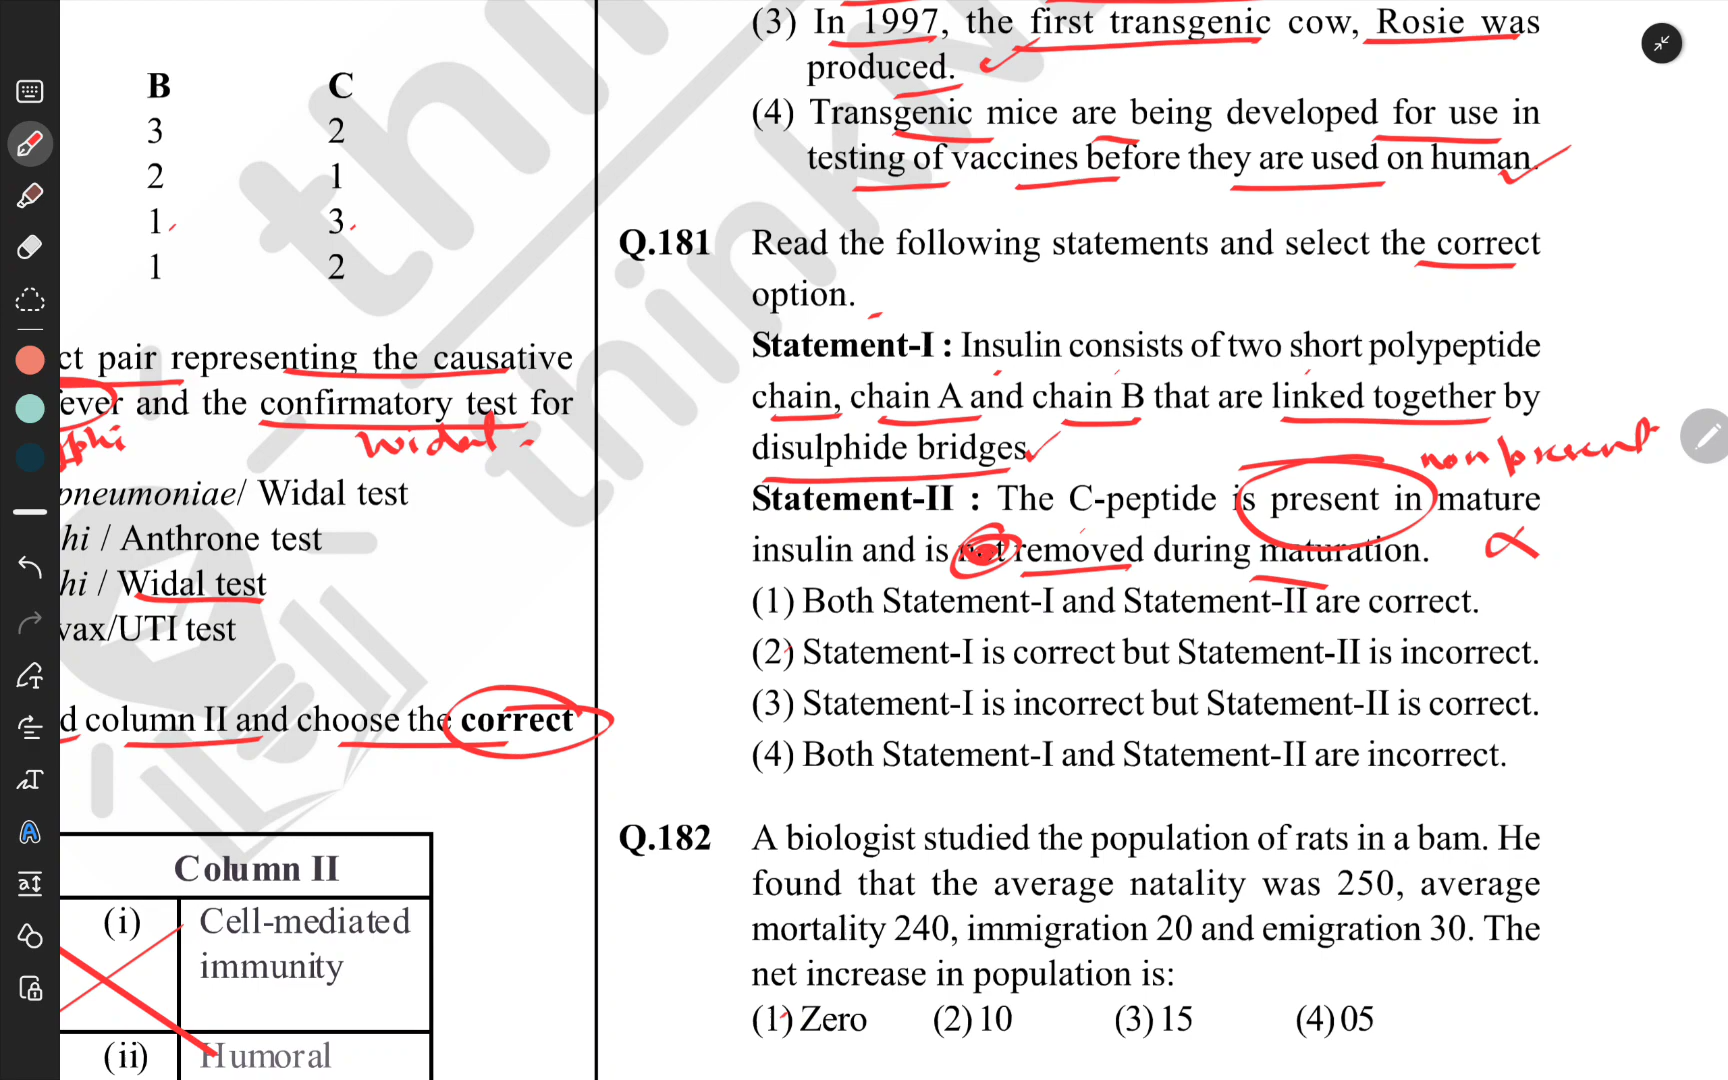 B C
3 2
2 1
1 3
1 2
ct pair representing the causative
ever and the confirmatory test for
phi widal
pneumoniae/ Widal test
hi / Anthrone test
hi / Widal test
vax/UTI test
d column II and choose the correct
Column II
(i) Cell-mediated
immunity
(ii) Humoral
(3) In 1997, the first transgenic cow, Rosie was
produced.
(4) Transgenic mice are being developed for use in
testing of vaccines before they are used on human.
Q.181 Read the following statements and select the correct
option.
Statement-I : Insulin consists of two short polypeptide
chain, chain A and chain B that are linked together by
disulphide bridges.
non present
Statement-II : The C-peptide is present in mature
insulin and is not removed during maturation.
(1) Both Statement-I and Statement-II are correct.
(2) Statement-I is correct but Statement-II is incorrect.
(3) Statement-I is incorrect but Statement-II is correct.
(4) Both Statement-I and Statement-II are incorrect.
Q.182 A biologist studied the population of rats in a bam. He
found that the average natality was 250, average
mortality 240, immigration 20 and emigration 30. The
net increase in population is:
(1) Zero (2) 10 (3) 15 (4) 05